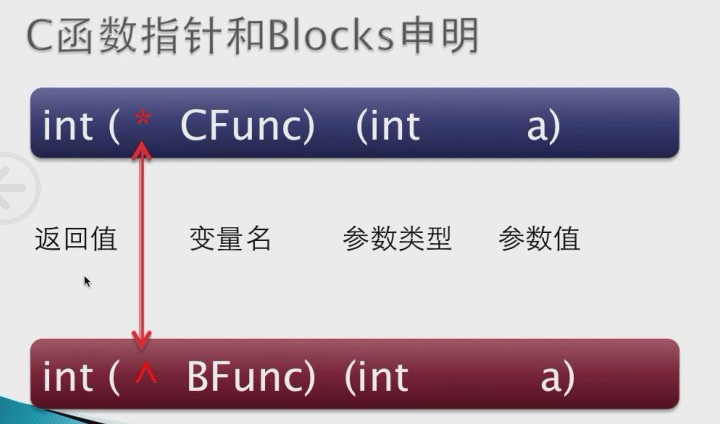 C函数指针和Blocks申明
int ( * CFunc) (int a)
返回值 变量名 参数类型 参数值
int ( ^ BFunc) (int a)